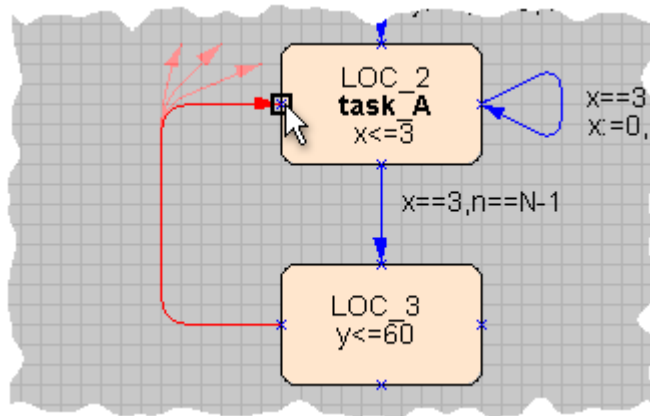 LOC_2
task_A
x<=3
x==3
x:=0,
x==3,n==N-1
LOC_3
y<=60